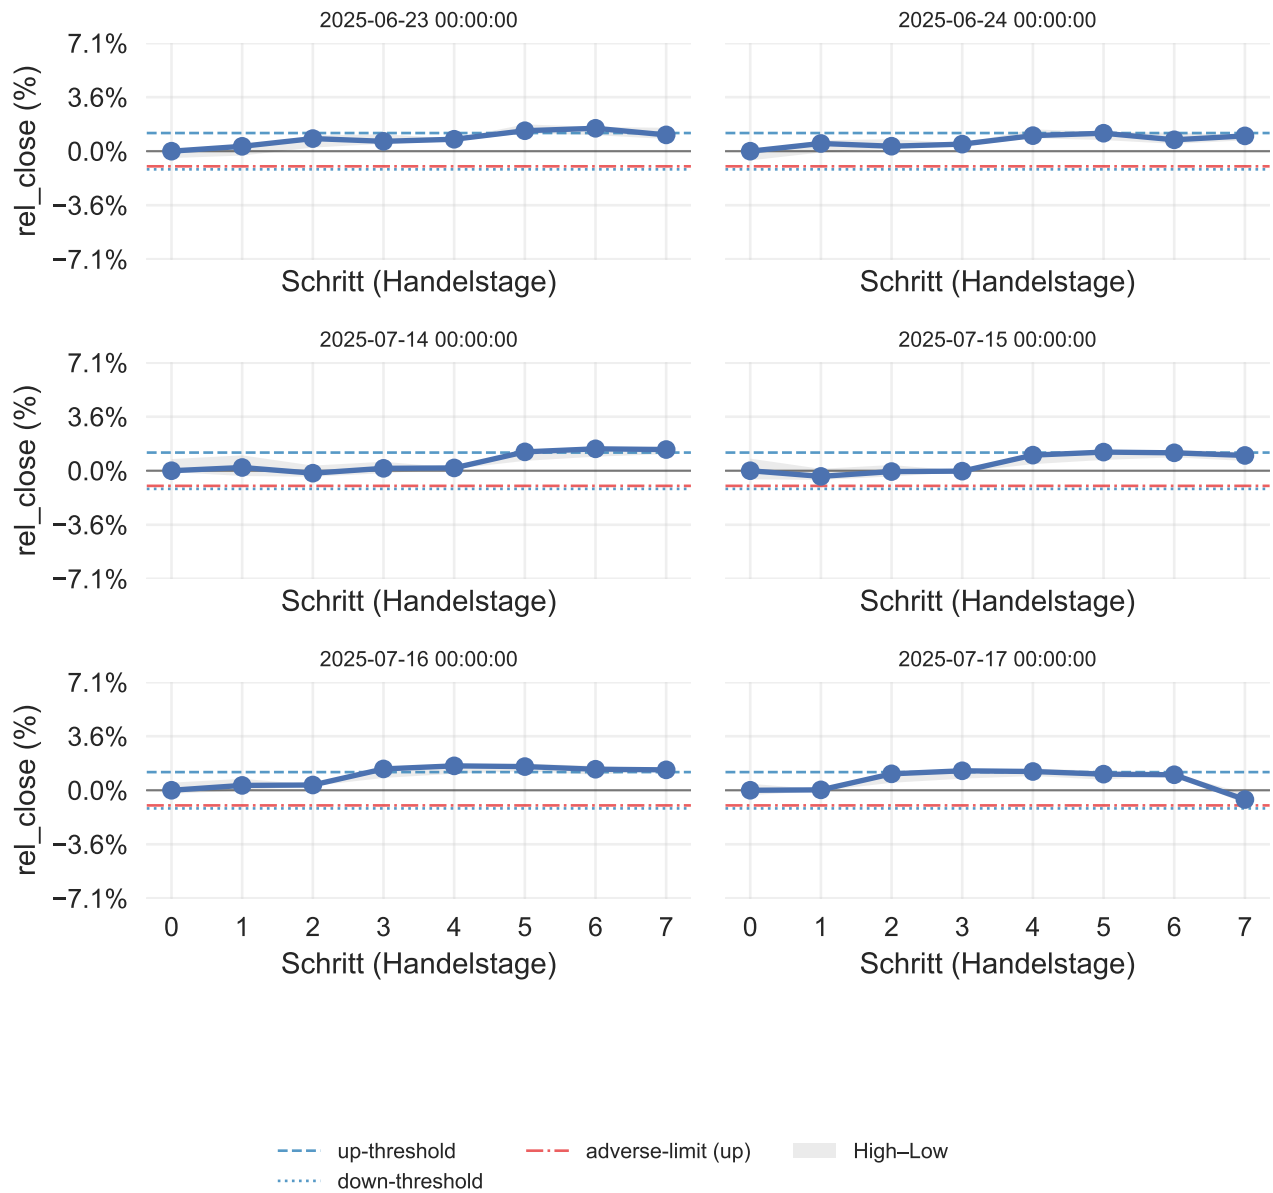 2025-06-23 00:00:00
2025-06-24 00:00:00
7.1%
3.6%
0.0%
−3.6%
−7.1%
rel_close (%)
Schritt (Handelstage)
Schritt (Handelstage)
2025-07-14 00:00:00
2025-07-15 00:00:00
7.1%
3.6%
0.0%
−3.6%
−7.1%
rel_close (%)
Schritt (Handelstage)
Schritt (Handelstage)
2025-07-16 00:00:00
2025-07-17 00:00:00
7.1%
3.6%
0.0%
−3.6%
−7.1%
rel_close (%)
0 1 2 3 4 5 6 7
0 1 2 3 4 5 6 7
Schritt (Handelstage)
Schritt (Handelstage)
up-threshold
down-threshold
adverse-limit (up)
High–Low